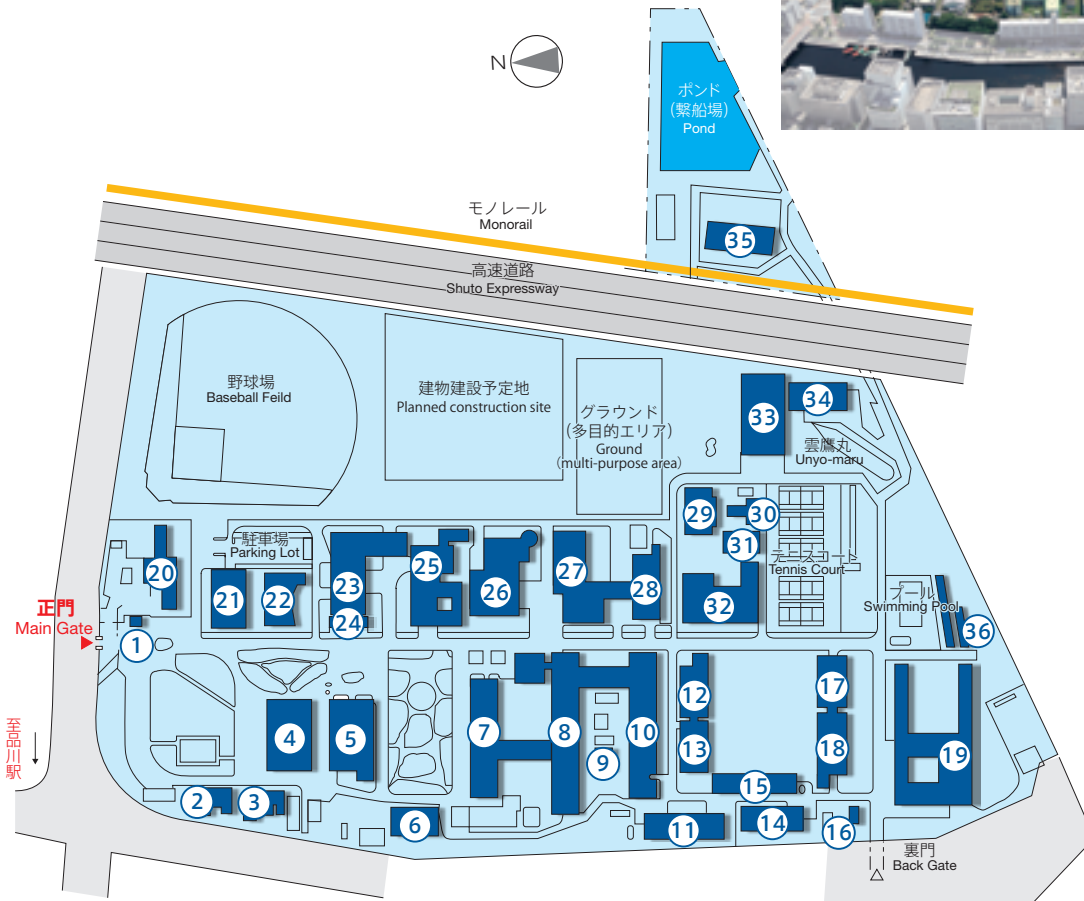 N
ポンド
(繋船場)
Pond
モノレール
Monorail
35
高速道路
Shuto Expressway
野球場
Baseball Feild
建物建設予定地
Planned construction site
グラウンド
(多目的エリア)
Ground
(multi-purpose area)
33
34
雲鷹丸
Unyo-maru
29
30
31
テニスコート
Tennis Court
駐車場
Parking Lot
20
21
22
23
24
25
26
27
28
32
プール
Swimming Pool
36
正門
Main Gate
1
至品川駅
2
3
4
5
6
7
8
9
10
11
12
13
14
15
16
17
18
19
裏門
Back Gate